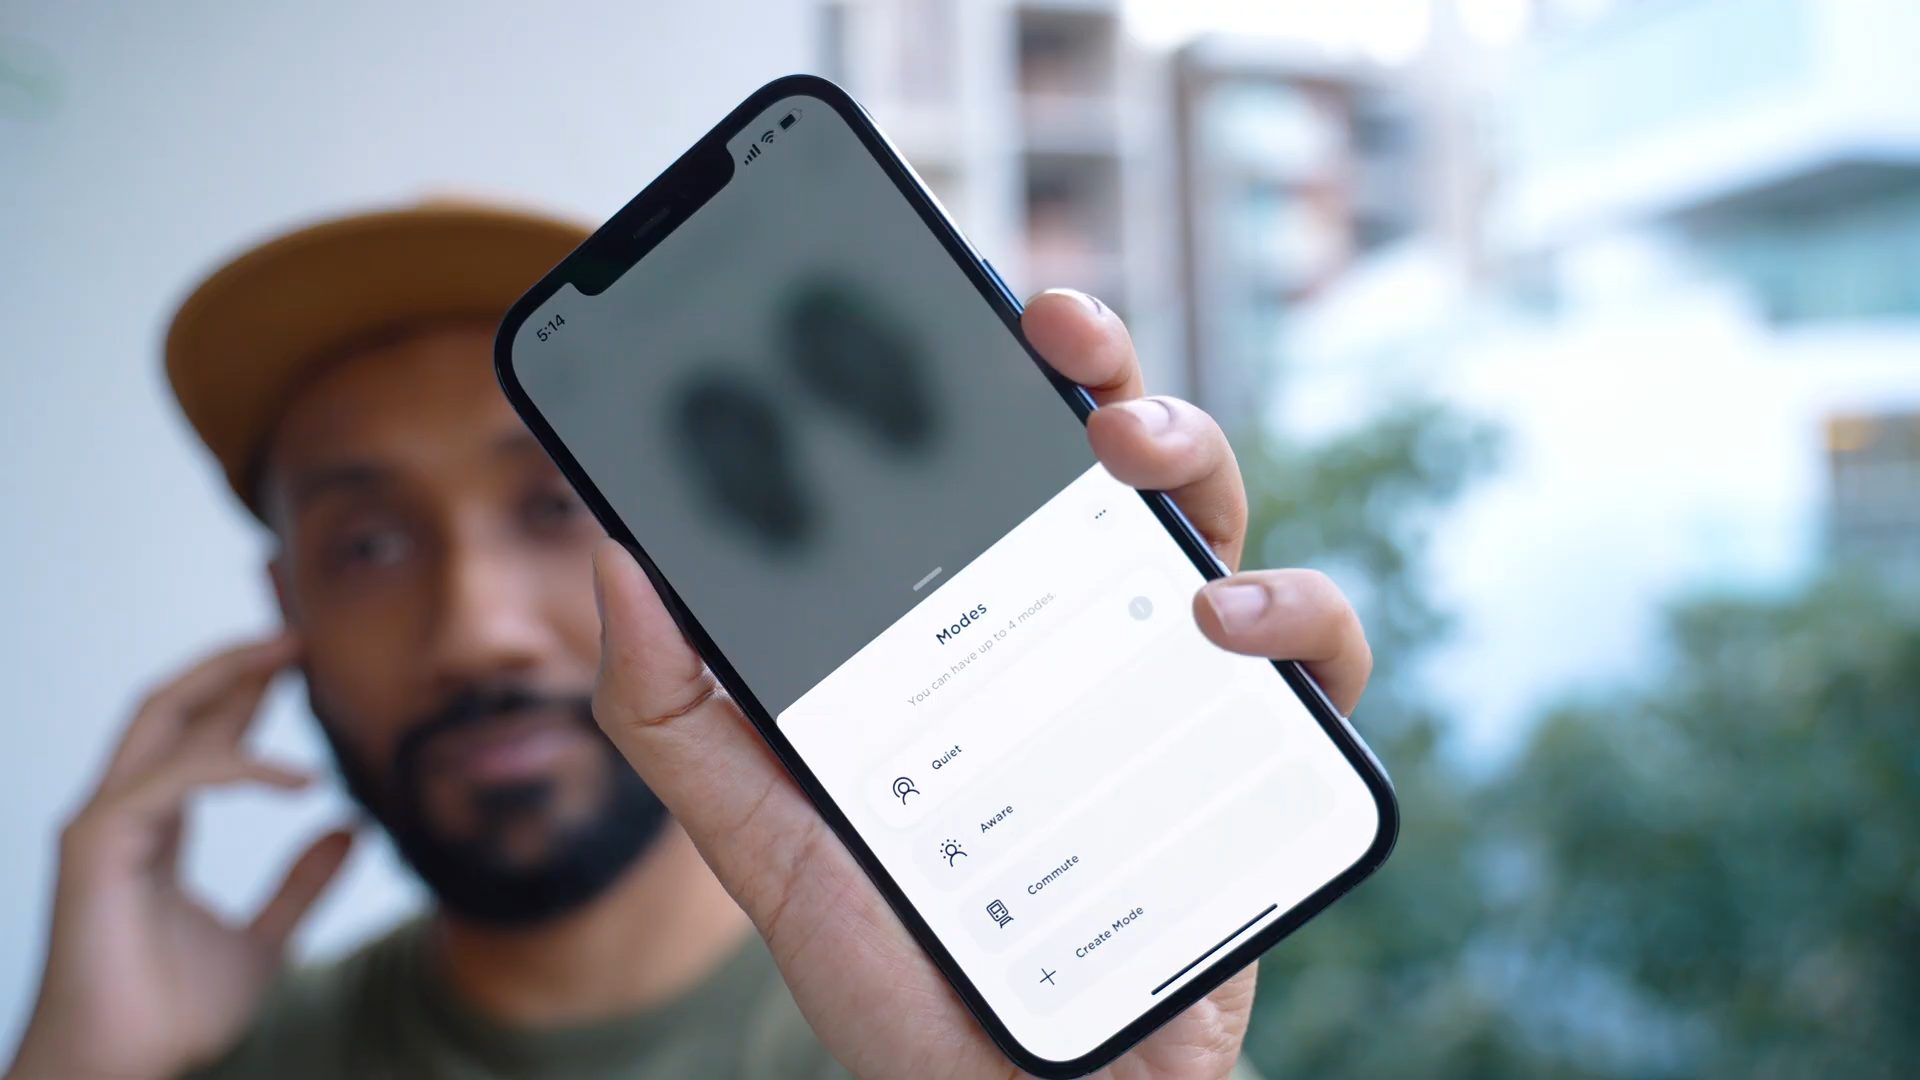 5:14
Modes
You can have up to 4 modes.
Quiet
Aware
Commute
Create Mode